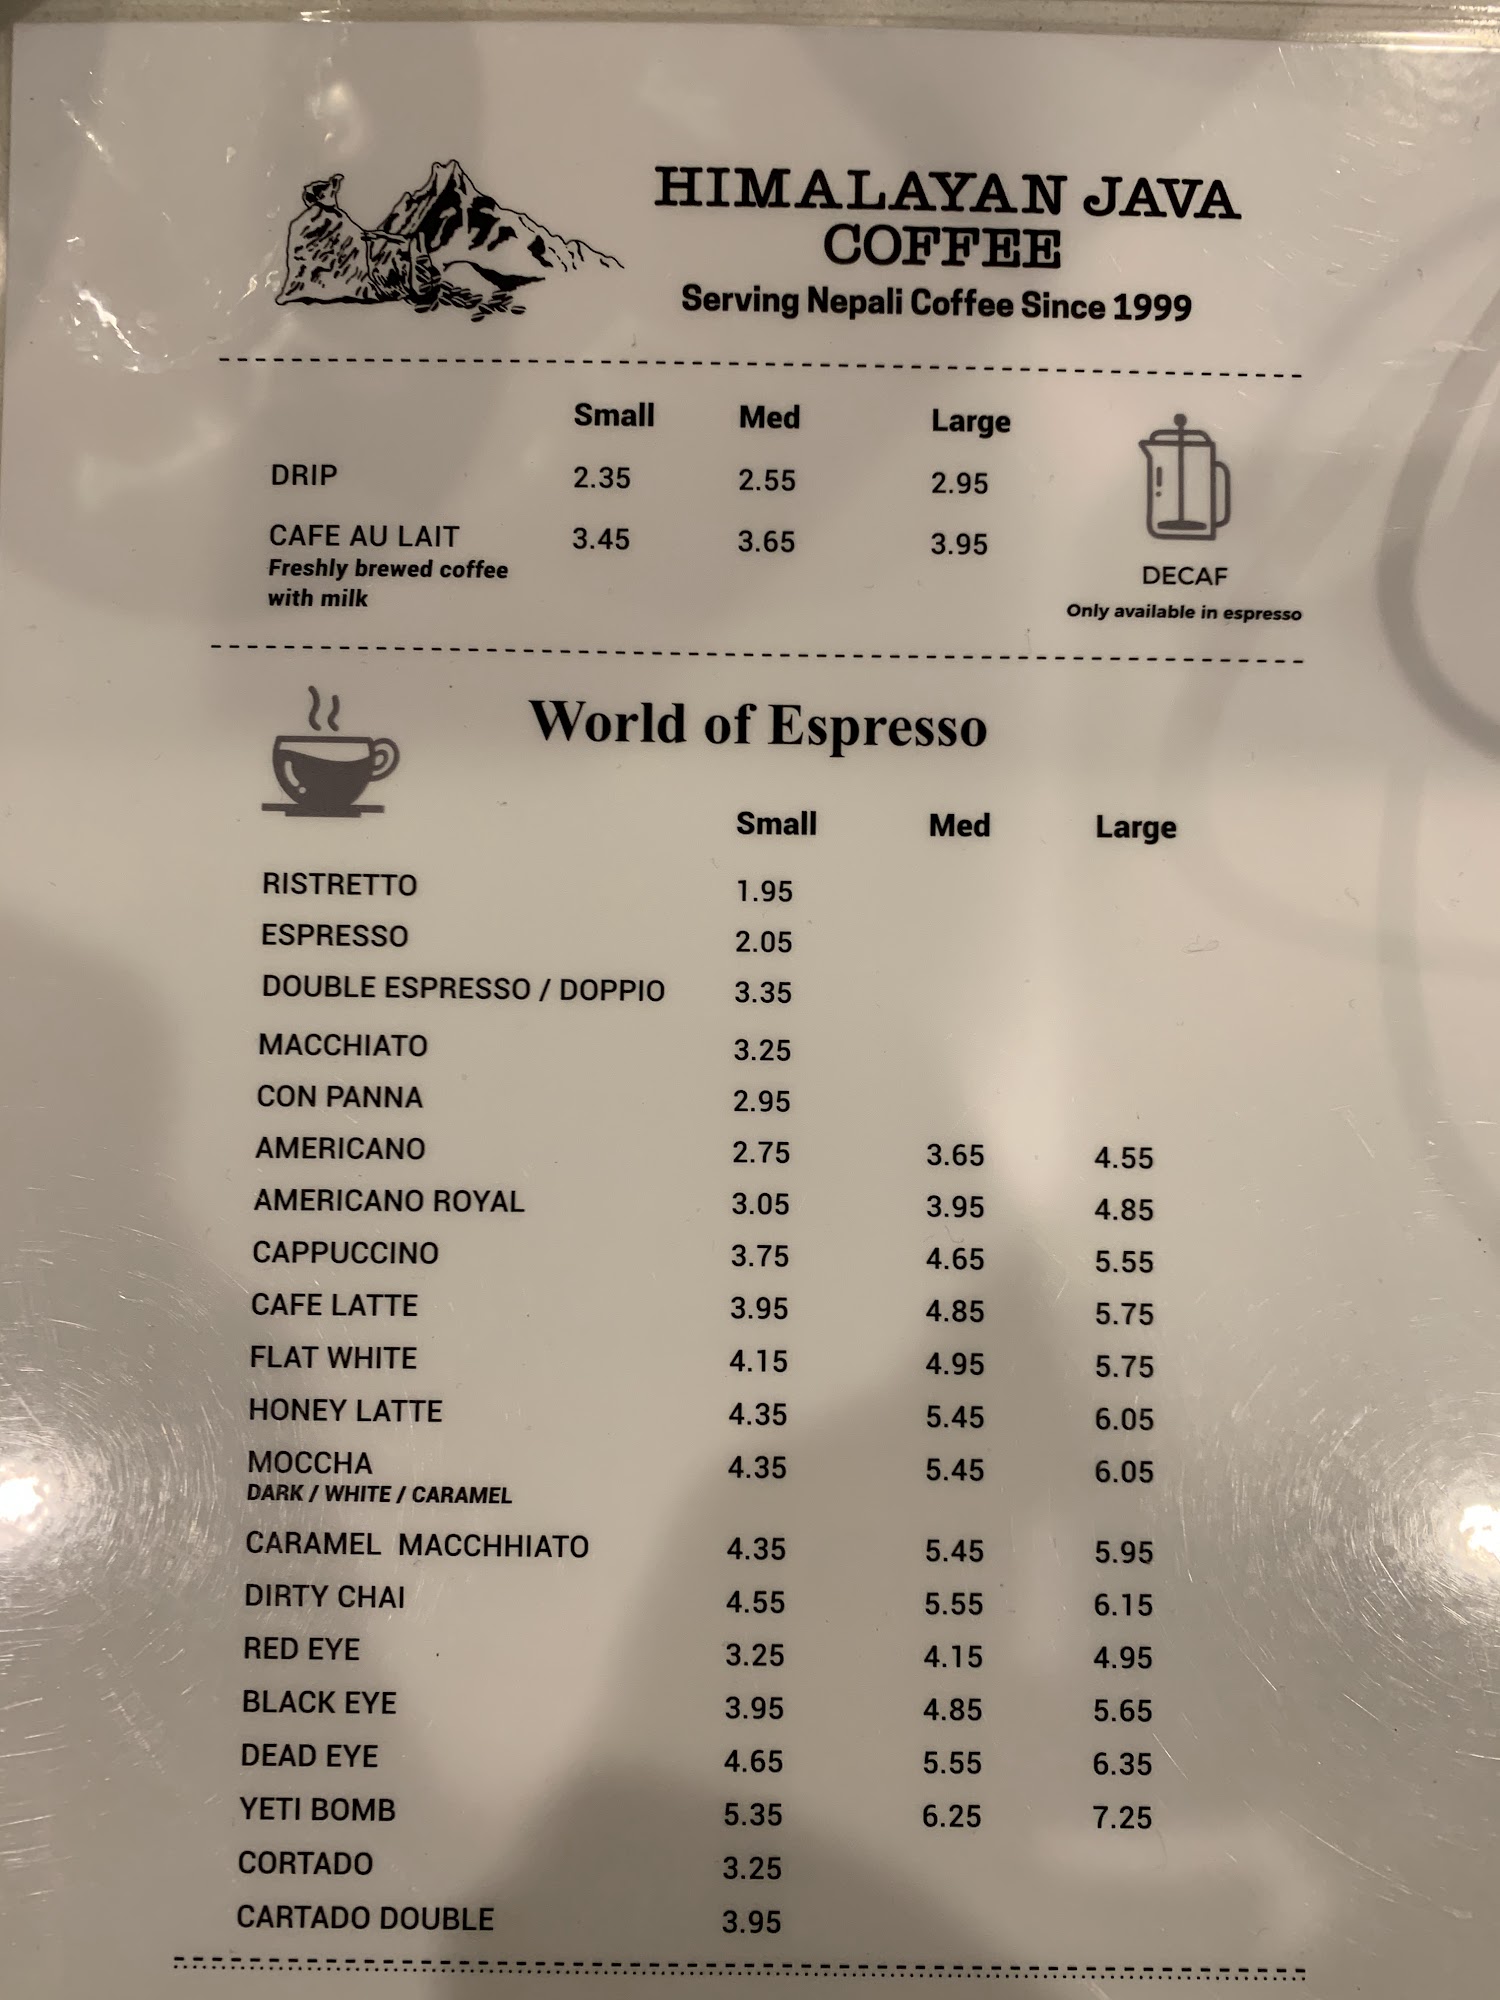 HIMALAYAN JAVA
COFFEE
Serving Nepali Coffee Since 1999
Small Med Large
DRIP 2.35 2.55 2.95
CAFE AU LAIT 3.45 3.65 3.95
Freshly brewed coffee
with milk
DECAF
Only available in espresso
World of Espresso
Small Med Large
RISTRETTO 1.95
ESPRESSO 2.05
DOUBLE ESPRESSO / DOPPIO 3.35
MACCHIATO 3.25
CON PANNA 2.95
AMERICANO 2.75 3.65 4.55
AMERICANO ROYAL 3.05 3.95 4.85
CAPPUCCINO 3.75 4.65 5.55
CAFE LATTE 3.95 4.85 5.75
FLAT WHITE 4.15 4.95 5.75
HONEY LATTE 4.35 5.45 6.05
MOCCHA 4.35 5.45 6.05
DARK / WHITE / CARAMEL
CARAMEL MACCHHIATO 4.35 5.45 5.95
DIRTY CHAI 4.55 5.55 6.15
RED EYE 3.25 4.15 4.95
BLACK EYE 3.95 4.85 5.65
DEAD EYE 4.65 5.55 6.35
YETI BOMB 5.35 6.25 7.25
CORTADO 3.25
CARTADO DOUBLE 3.95